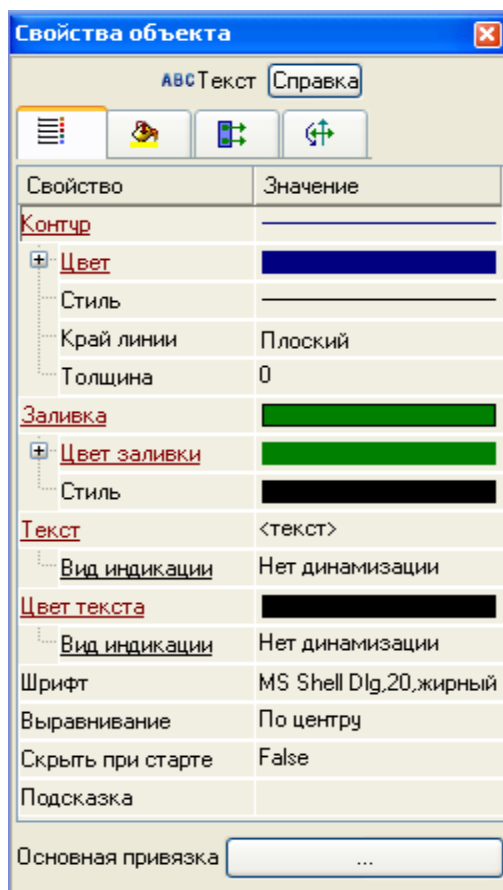 Свойства объекта
ABC Текст Справка
Свойство Значение
Контур
Цвет
Стиль
Край линии Плоский
Толщина 0
Заливка
Цвет заливки
Стиль
Текст <текст>
Вид индикации Нет динамизации
Цвет текста
Вид индикации Нет динамизации
Шрифт MS Shell Dlg,20,жирный
Выравнивание По центру
Скрыть при старте False
Подсказка
Основная привязка ...